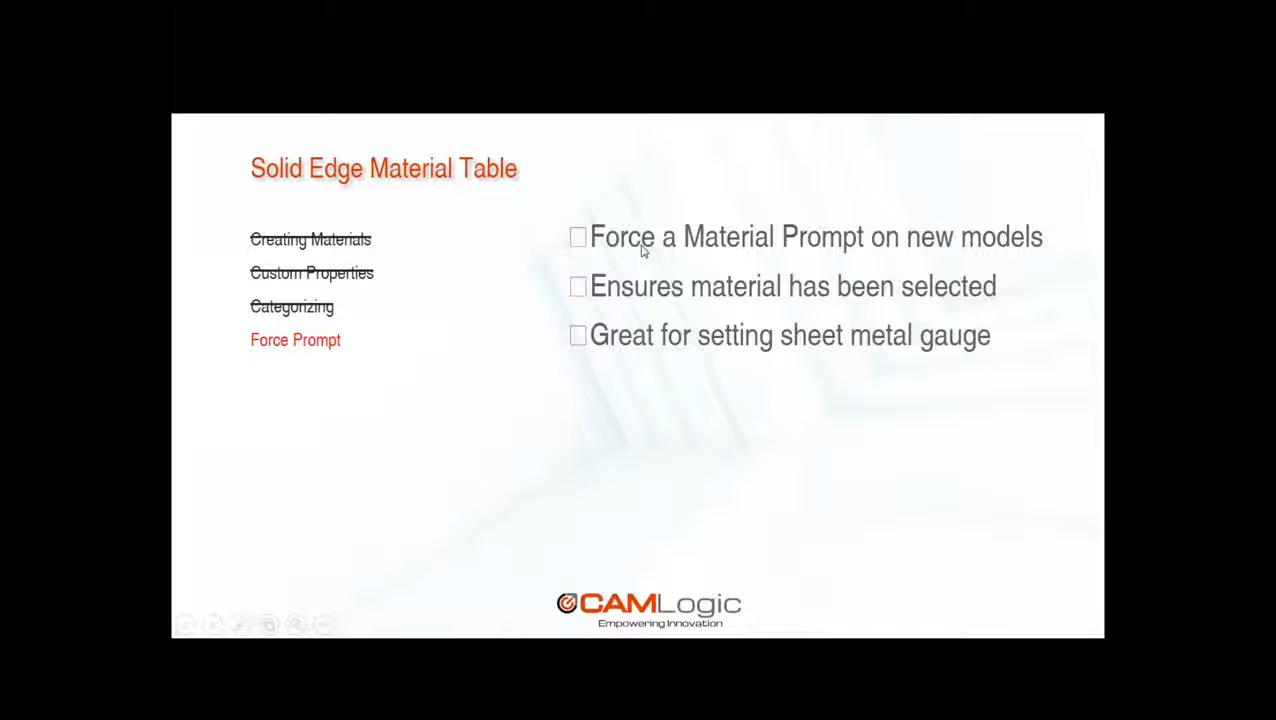 Solid Edge Material Table
Creating Materials
Custom Properties
Categorizing
Force Prompt
Force a Material Prompt on new models
Ensures material has been selected
Great for setting sheet metal gauge
CAMLogic
Empowering Innovation